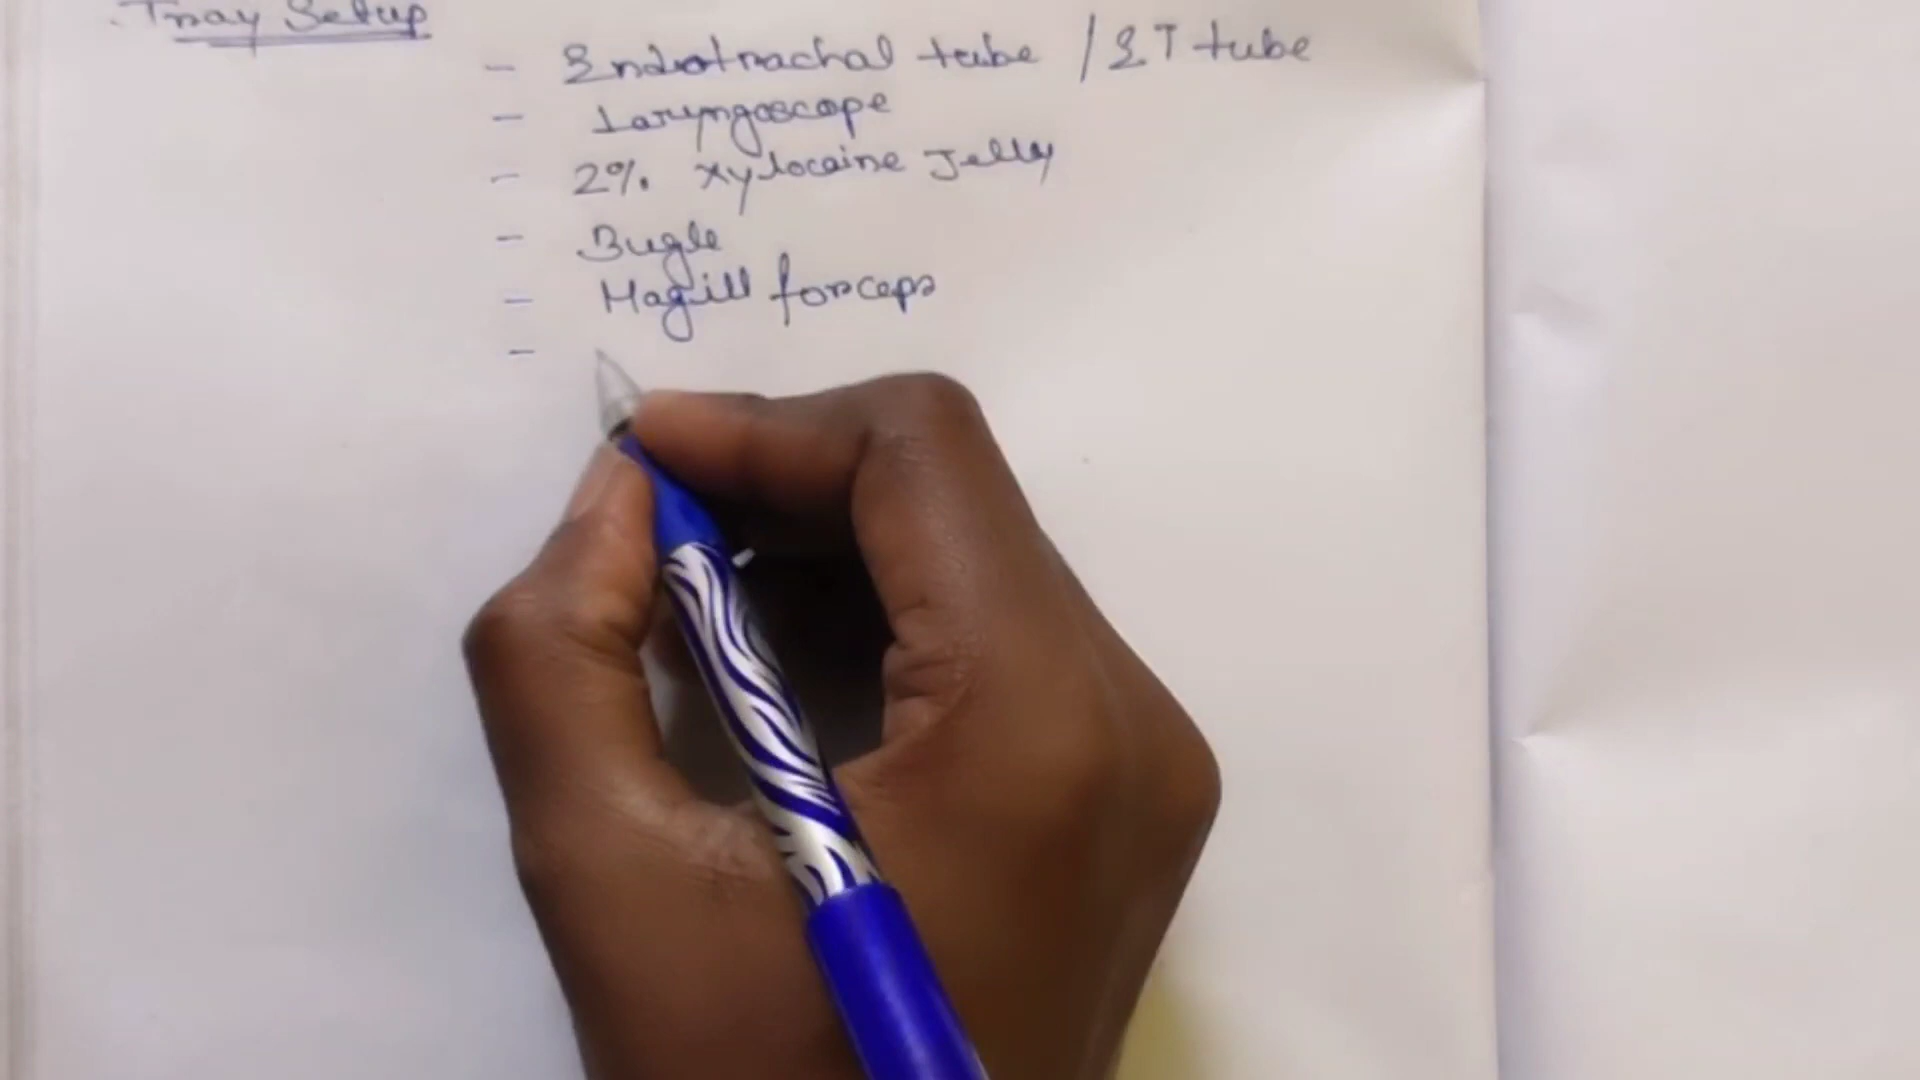 Tray Setup
- Endotrachal tube / ET tube
- Laryngoscope
- 2% xylocaine Jelly
- Bugle
- Magill forceps
-